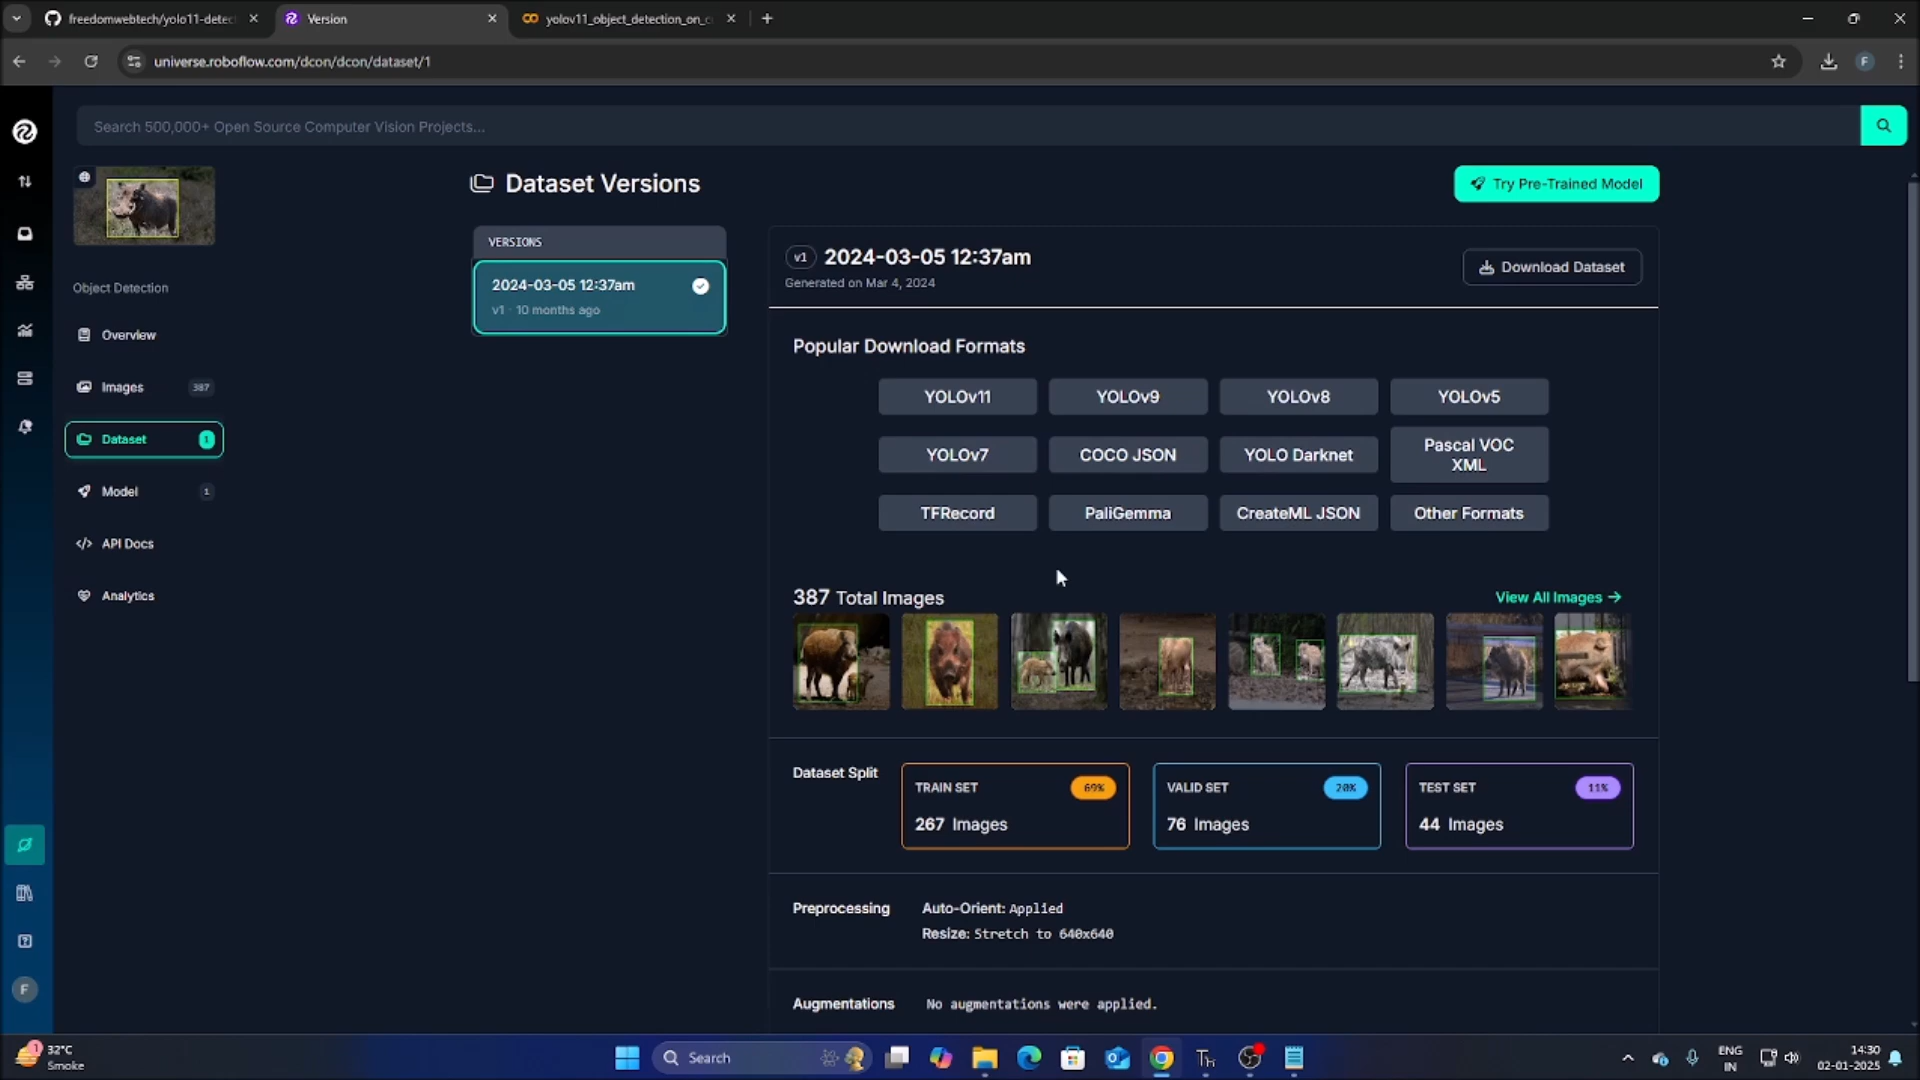 freedomwebtech/yolo11-detec
Version
yolov11_object_detection_on_c
universe.roboflow.com/dcon/dcon/dataset/1
F
Search 500,000+ Open Source Computer Vision Projects...
Dataset Versions
Try Pre-Trained Model
VERSIONS
2024-03-05 12:37am
v1 · 10 months ago
v1 2024-03-05 12:37am
Generated on Mar 4, 2024
Download Dataset
Object Detection
Overview
Images 387
Dataset 1
Model 1
</> API Docs
Analytics
F
Popular Download Formats
YOLOv11 YOLOv9 YOLOv8 YOLOv5
YOLOv7 COCO JSON YOLO Darknet Pascal VOC
XML
TFRecord PaliGemma CreateML JSON Other Formats
387 Total Images
View All Images →
Dataset Split
TRAIN SET 69%
267 Images
VALID SET 20%
76 Images
TEST SET 11%
44 Images
Preprocessing
Auto-Orient: Applied
Resize: Stretch to 640x640
Augmentations
No augmentations were applied.
1
32°C
Smoke
Search
ENG
IN
14:30
02-01-2025